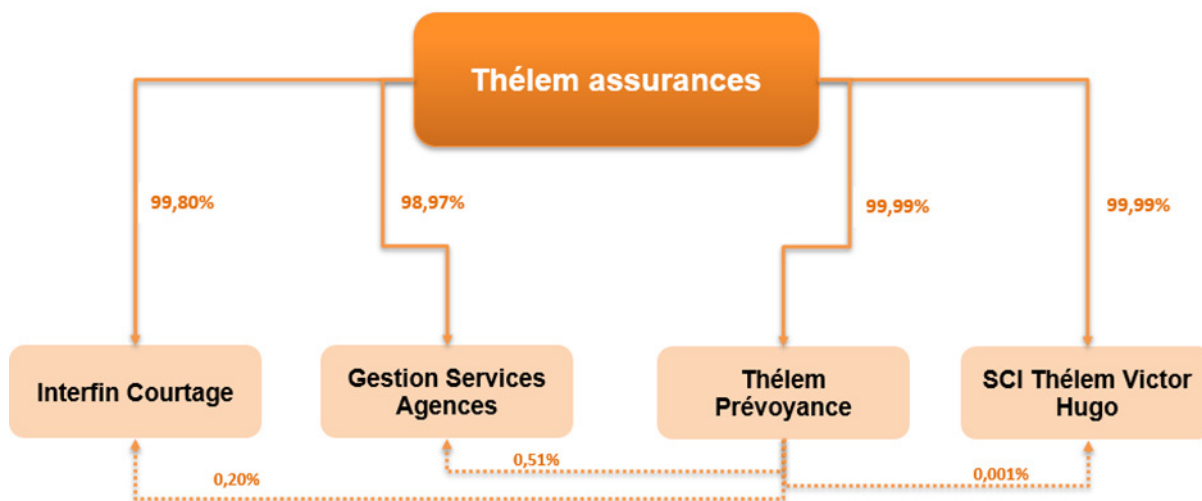 Thélem assurances
99,80%
98,97%
99,99%
99,99%
Interfin Courtage
Gestion Services
Agences
Thélem
Prévoyance
SCI Thélem Victor
Hugo
0,20%
0,51%
0,001%